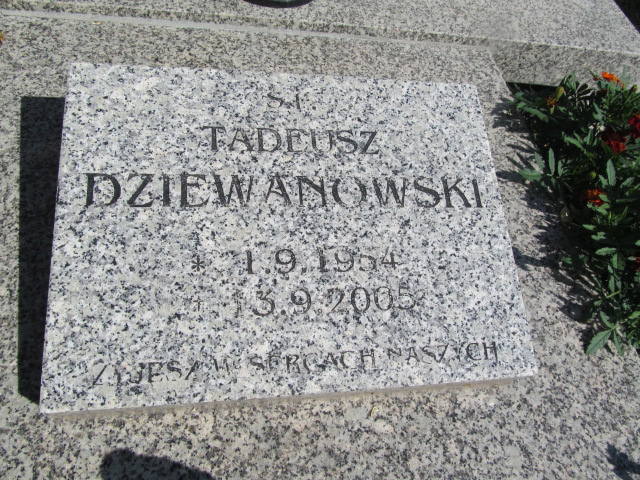 Ś.P.
TADEUSZ
DZIEWANOWSKI
* 1.9.1954
† 13.9.2005
ŻYJESZ W SERCACH NASZYCH